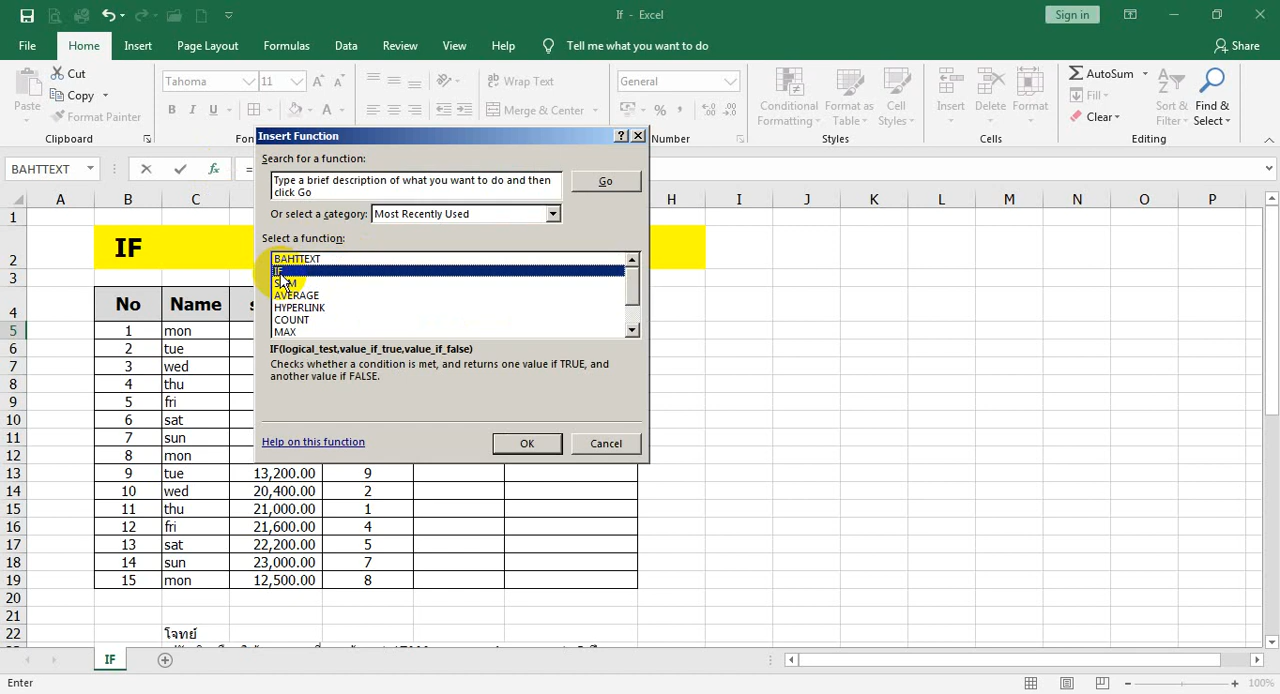 If - Excel
Sign in
File Home Insert Page Layout Formulas Data Review View Help Tell me what you want to do Share
Paste
Cut
Copy
Format Painter
Clipboard
Tahoma 11
B I U
General
Wrap Text
Merge & Center
Number
Conditional Formatting
Format as Table
Cell Styles
Styles
Insert Delete Format
Cells
AutoSum
Fill
Clear
Sort & Filter
Find & Select
Editing
BAHTTEXT
fx
=
Insert Function
Search for a function:
Type a brief description of what you want to do and then
click Go
Go
Or select a category: Most Recently Used
Select a function:
BAHTTEXT
IF
SUM
AVERAGE
HYPERLINK
COUNT
MAX
IF(logical_test,value_if_true,value_if_false)
Checks whether a condition is met, and returns one value if TRUE, and
another value if FALSE.
Help on this function
OK
Cancel
A B C H I J K L M N O P
1
2 IF
3
4 No Name
5 1 mon
6 2 tue
7 3 wed
8 4 thu
9 5 fri
10 6 sat
11 7 sun
12 8 mon
13 9 tue 13,200.00 9
14 10 wed 20,400.00 2
15 11 thu 21,000.00 1
16 12 fri 21,600.00 4
17 13 sat 22,200.00 5
18 14 sun 23,000.00 7
19 15 mon 12,500.00 8
20
21
22 โจทย์
IF
Enter
100%